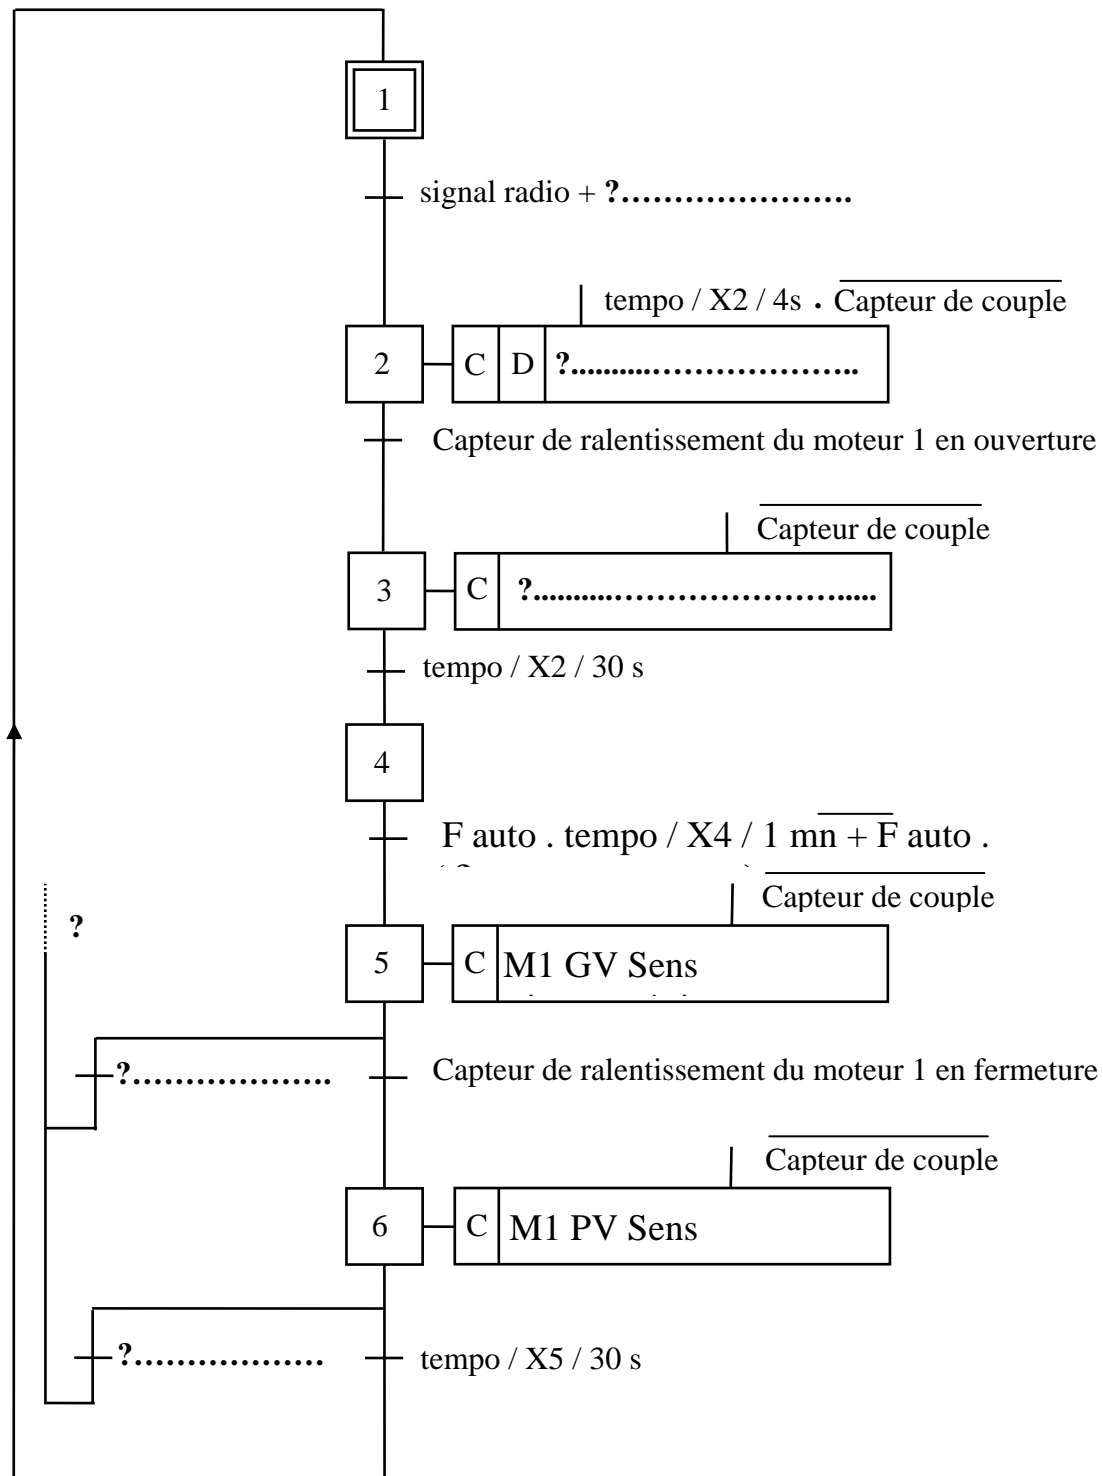 1
signal radio + ?.......................
tempo / X2 / 4s . Capteur de couple
2 C D ?..............................
Capteur de ralentissement du moteur 1 en ouverture
Capteur de couple
3 C ?....................................
tempo / X2 / 30 s
4
F auto . tempo / X4 / 1 mn + F auto .
Capteur de couple
?
5 C M1 GV Sens
?................... Capteur de ralentissement du moteur 1 en fermeture
Capteur de couple
6 C M1 PV Sens
?.................. tempo / X5 / 30 s